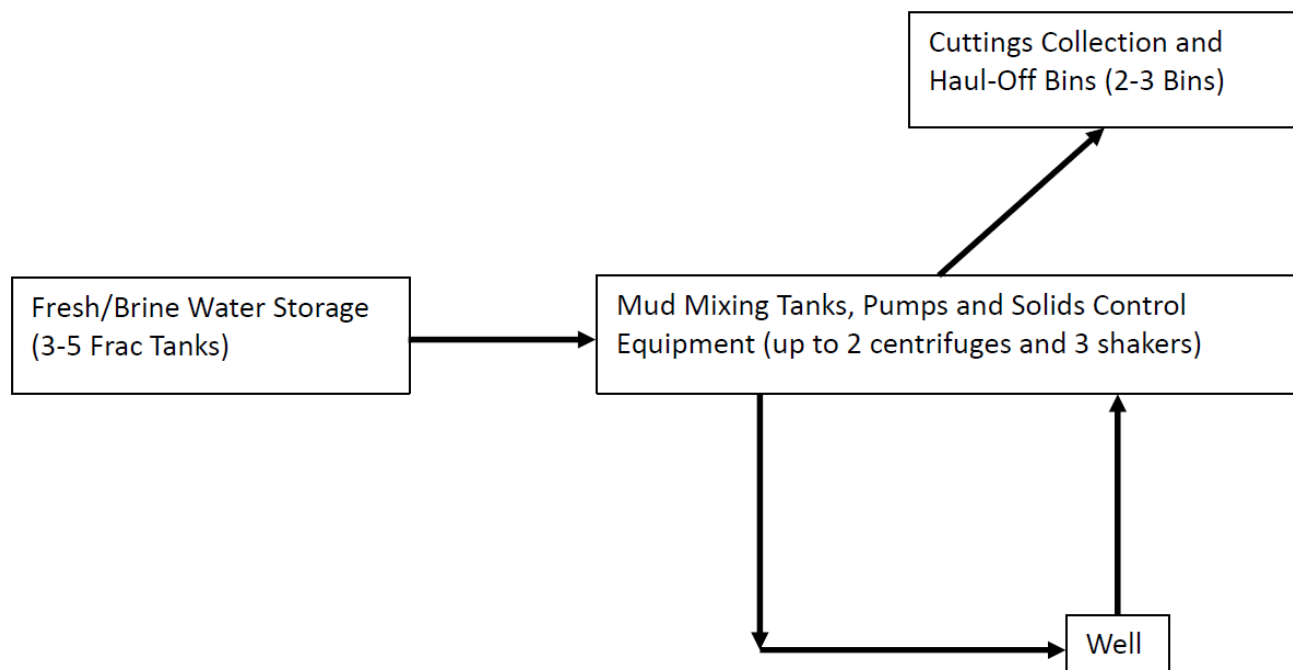 Cuttings Collection and
Haul-Off Bins (2-3 Bins)
Fresh/Brine Water Storage
(3-5 Frac Tanks)
Mud Mixing Tanks, Pumps and Solids Control
Equipment (up to 2 centrifuges and 3 shakers)
Well